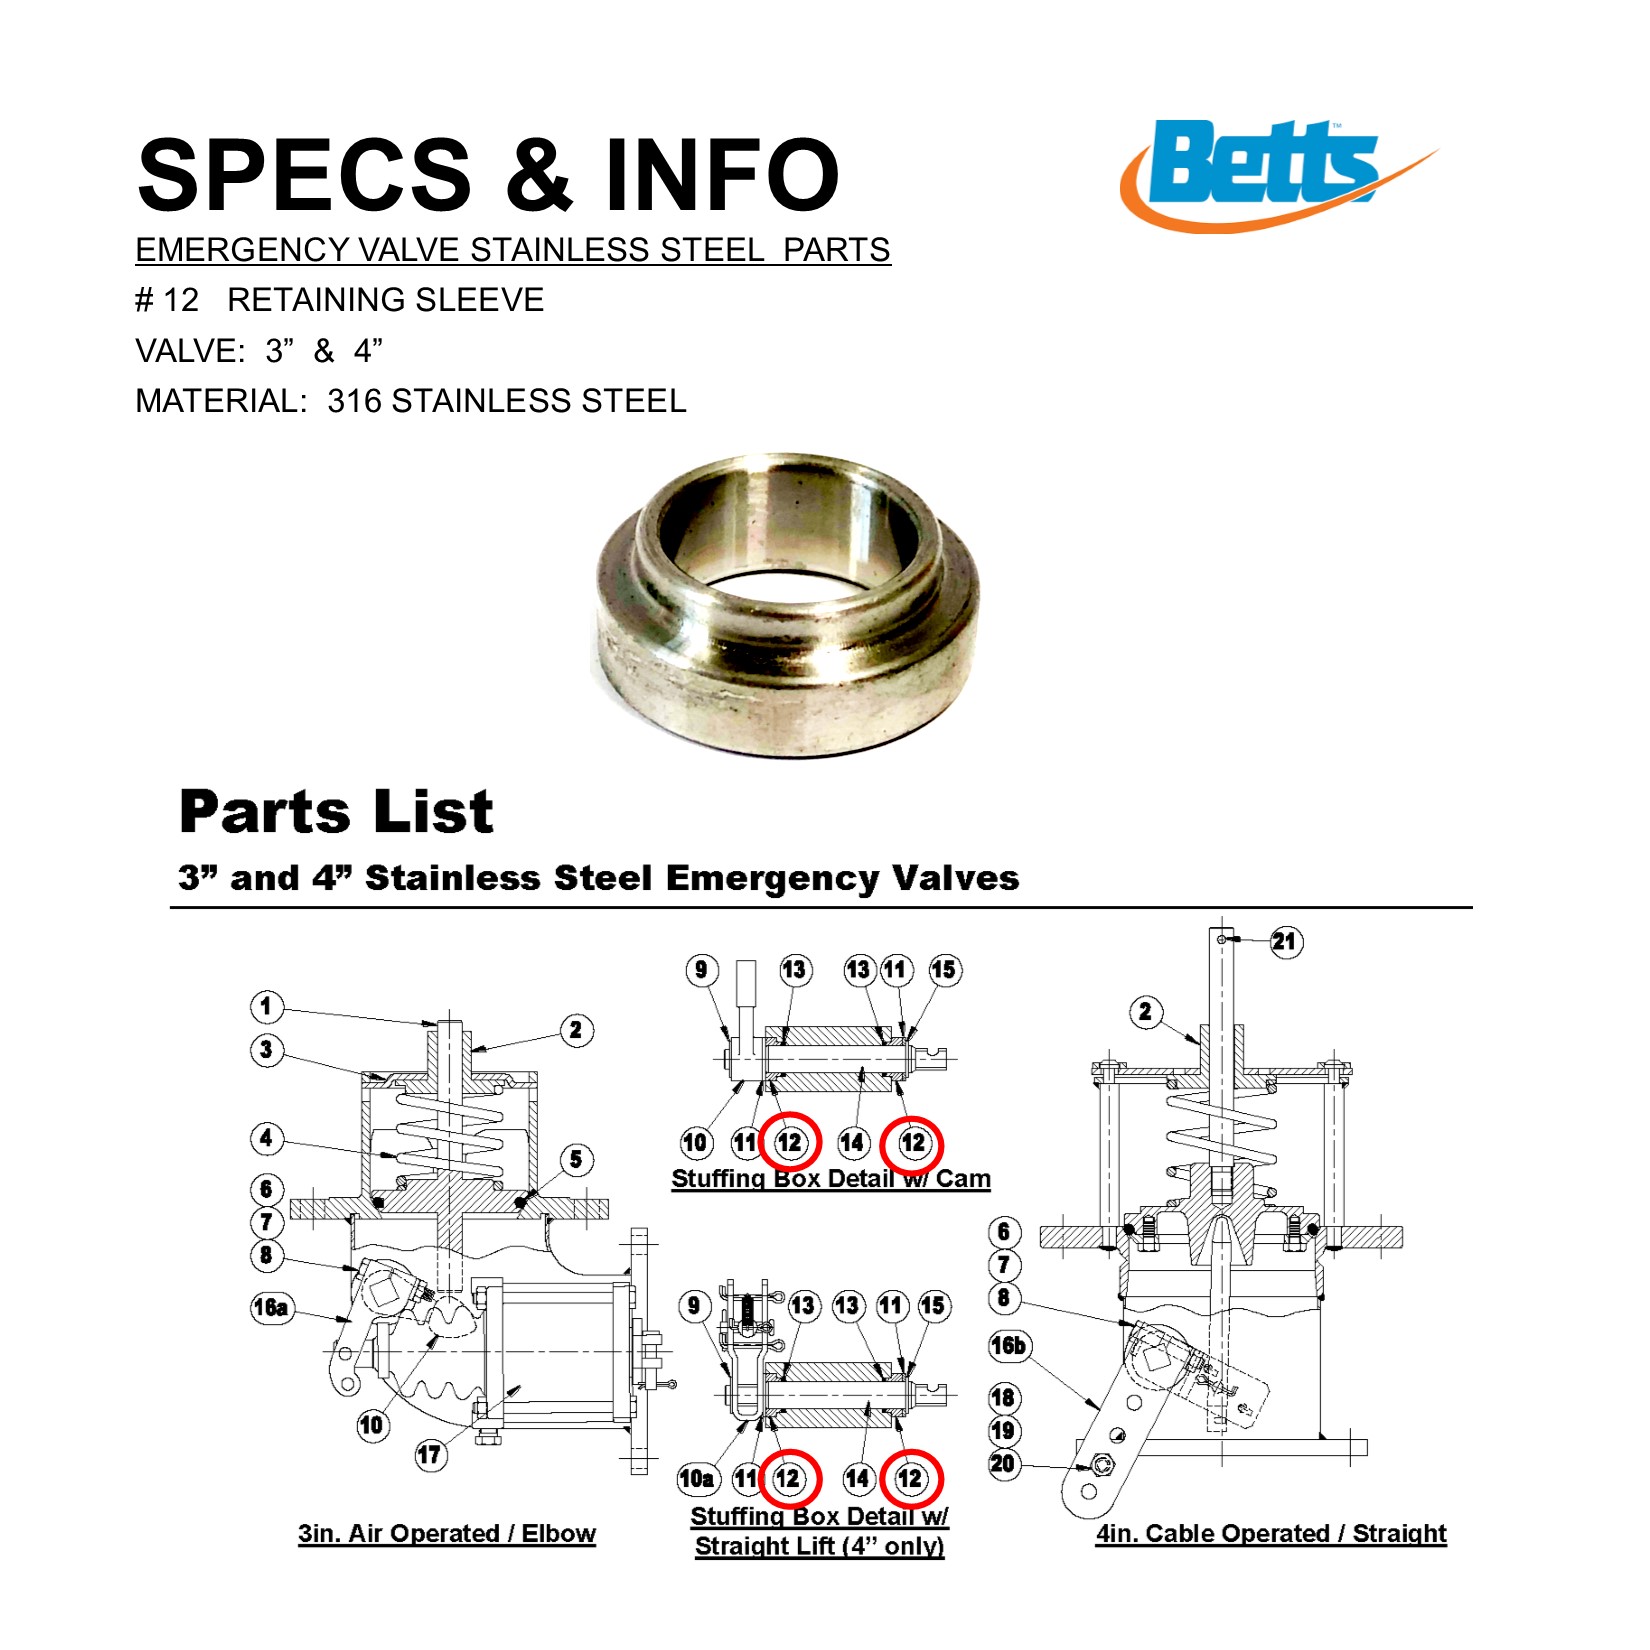 SPECS & INFO
Betts™
EMERGENCY VALVE STAINLESS STEEL PARTS
# 12 RETAINING SLEEVE
VALVE: 3” & 4”
MATERIAL: 316 STAINLESS STEEL
Parts List
3” and 4” Stainless Steel Emergency Valves
1
2
3
4
5
6
7
8
16a
10
17
3in. Air Operated / Elbow
9 13 13 11 15
10 11 12 14 12
Stuffing Box Detail w/ Cam
9 13 13 11 15
10a 11 12 14 12
Stuffing Box Detail w/
Straight Lift (4” only)
21
2
6
7
8
16b
18
19
20
4in. Cable Operated / Straight